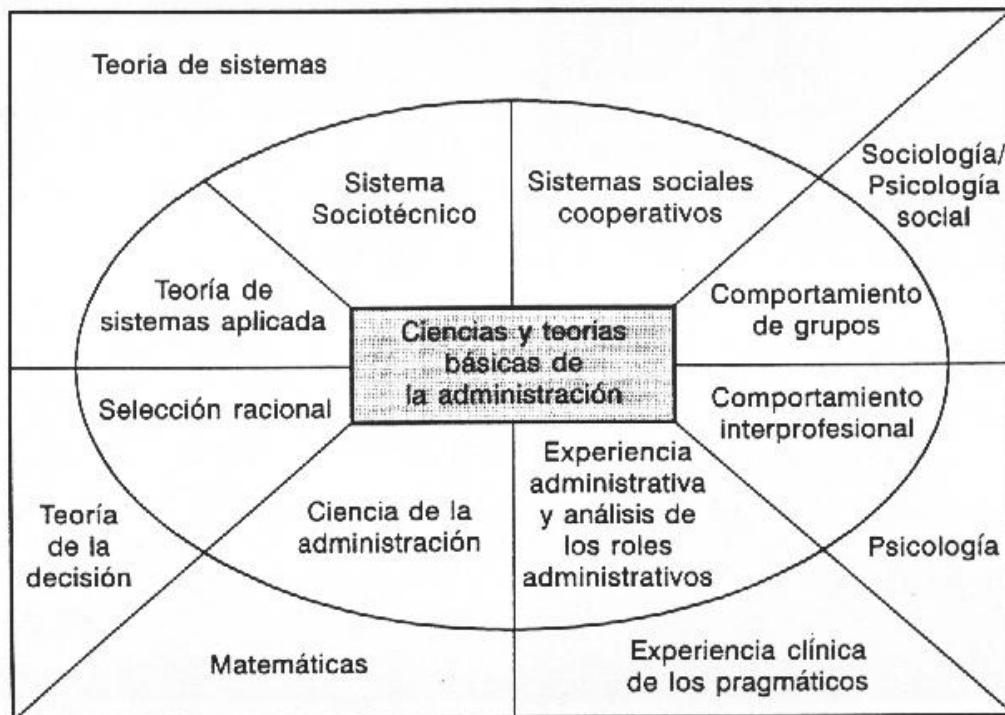 Teoría de sistemas
Sistema
Sociotécnico
Sistemas sociales
cooperativos
Sociología/
Psicología
social
Teoría de
sistemas aplicada
Comportamiento
de grupos
Ciencias y teorías
básicas de
la administración
Selección racional
Comportamiento
interprofesional
Teoría
de la
decisión
Ciencia de la
administración
Experiencia
administrativa
y análisis de
los roles
administrativos
Psicología
Matemáticas
Experiencia clínica
de los pragmáticos